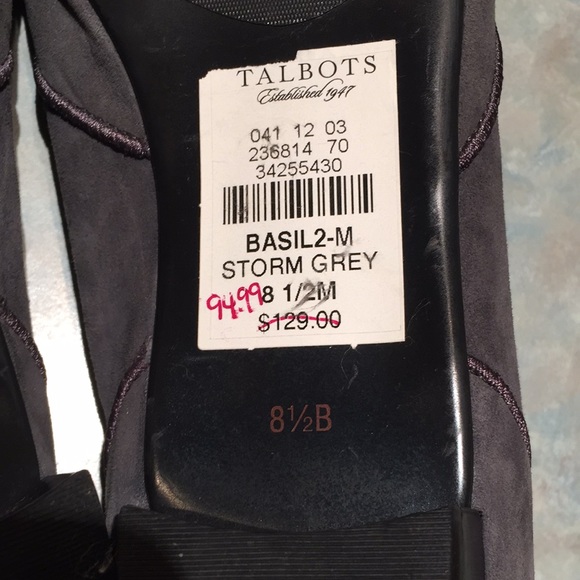 TALBOTS
Established 1947
041 12 03
236814 70
34255430
BASIL2-M
STORM GREY
94.99 8 1/2M
$129.00
8½B